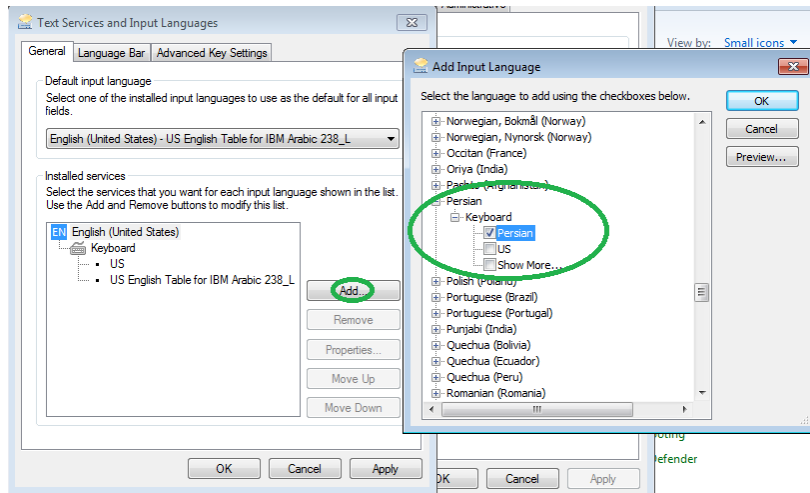 Text Services and Input Languages
General
Language Bar
Advanced Key Settings
Default input language
Select one of the installed input languages to use as the default for all input
fields.
English (United States) - US English Table for IBM Arabic 238_L
Installed services
Select the services that you want for each input language shown in the list.
Use the Add and Remove buttons to modify this list.
EN English (United States)
Keyboard
US
US English Table for IBM Arabic 238_L
Add...
Remove
Properties...
Move Up
Move Down
OK
Cancel
Apply
View by: Small icons
Add Input Language
Select the language to add using the checkboxes below.
Norwegian, Bokmål (Norway)
Norwegian, Nynorsk (Norway)
Occitan (France)
Oriya (India)
Pashto (Afghanistan)
Persian
Keyboard
Persian
US
Show More...
Polish (Poland)
Portuguese (Brazil)
Portuguese (Portugal)
Punjabi (India)
Quechua (Bolivia)
Quechua (Ecuador)
Quechua (Peru)
Romanian (Romania)
OK
Cancel
Preview...
Defender
OK
Cancel
Apply